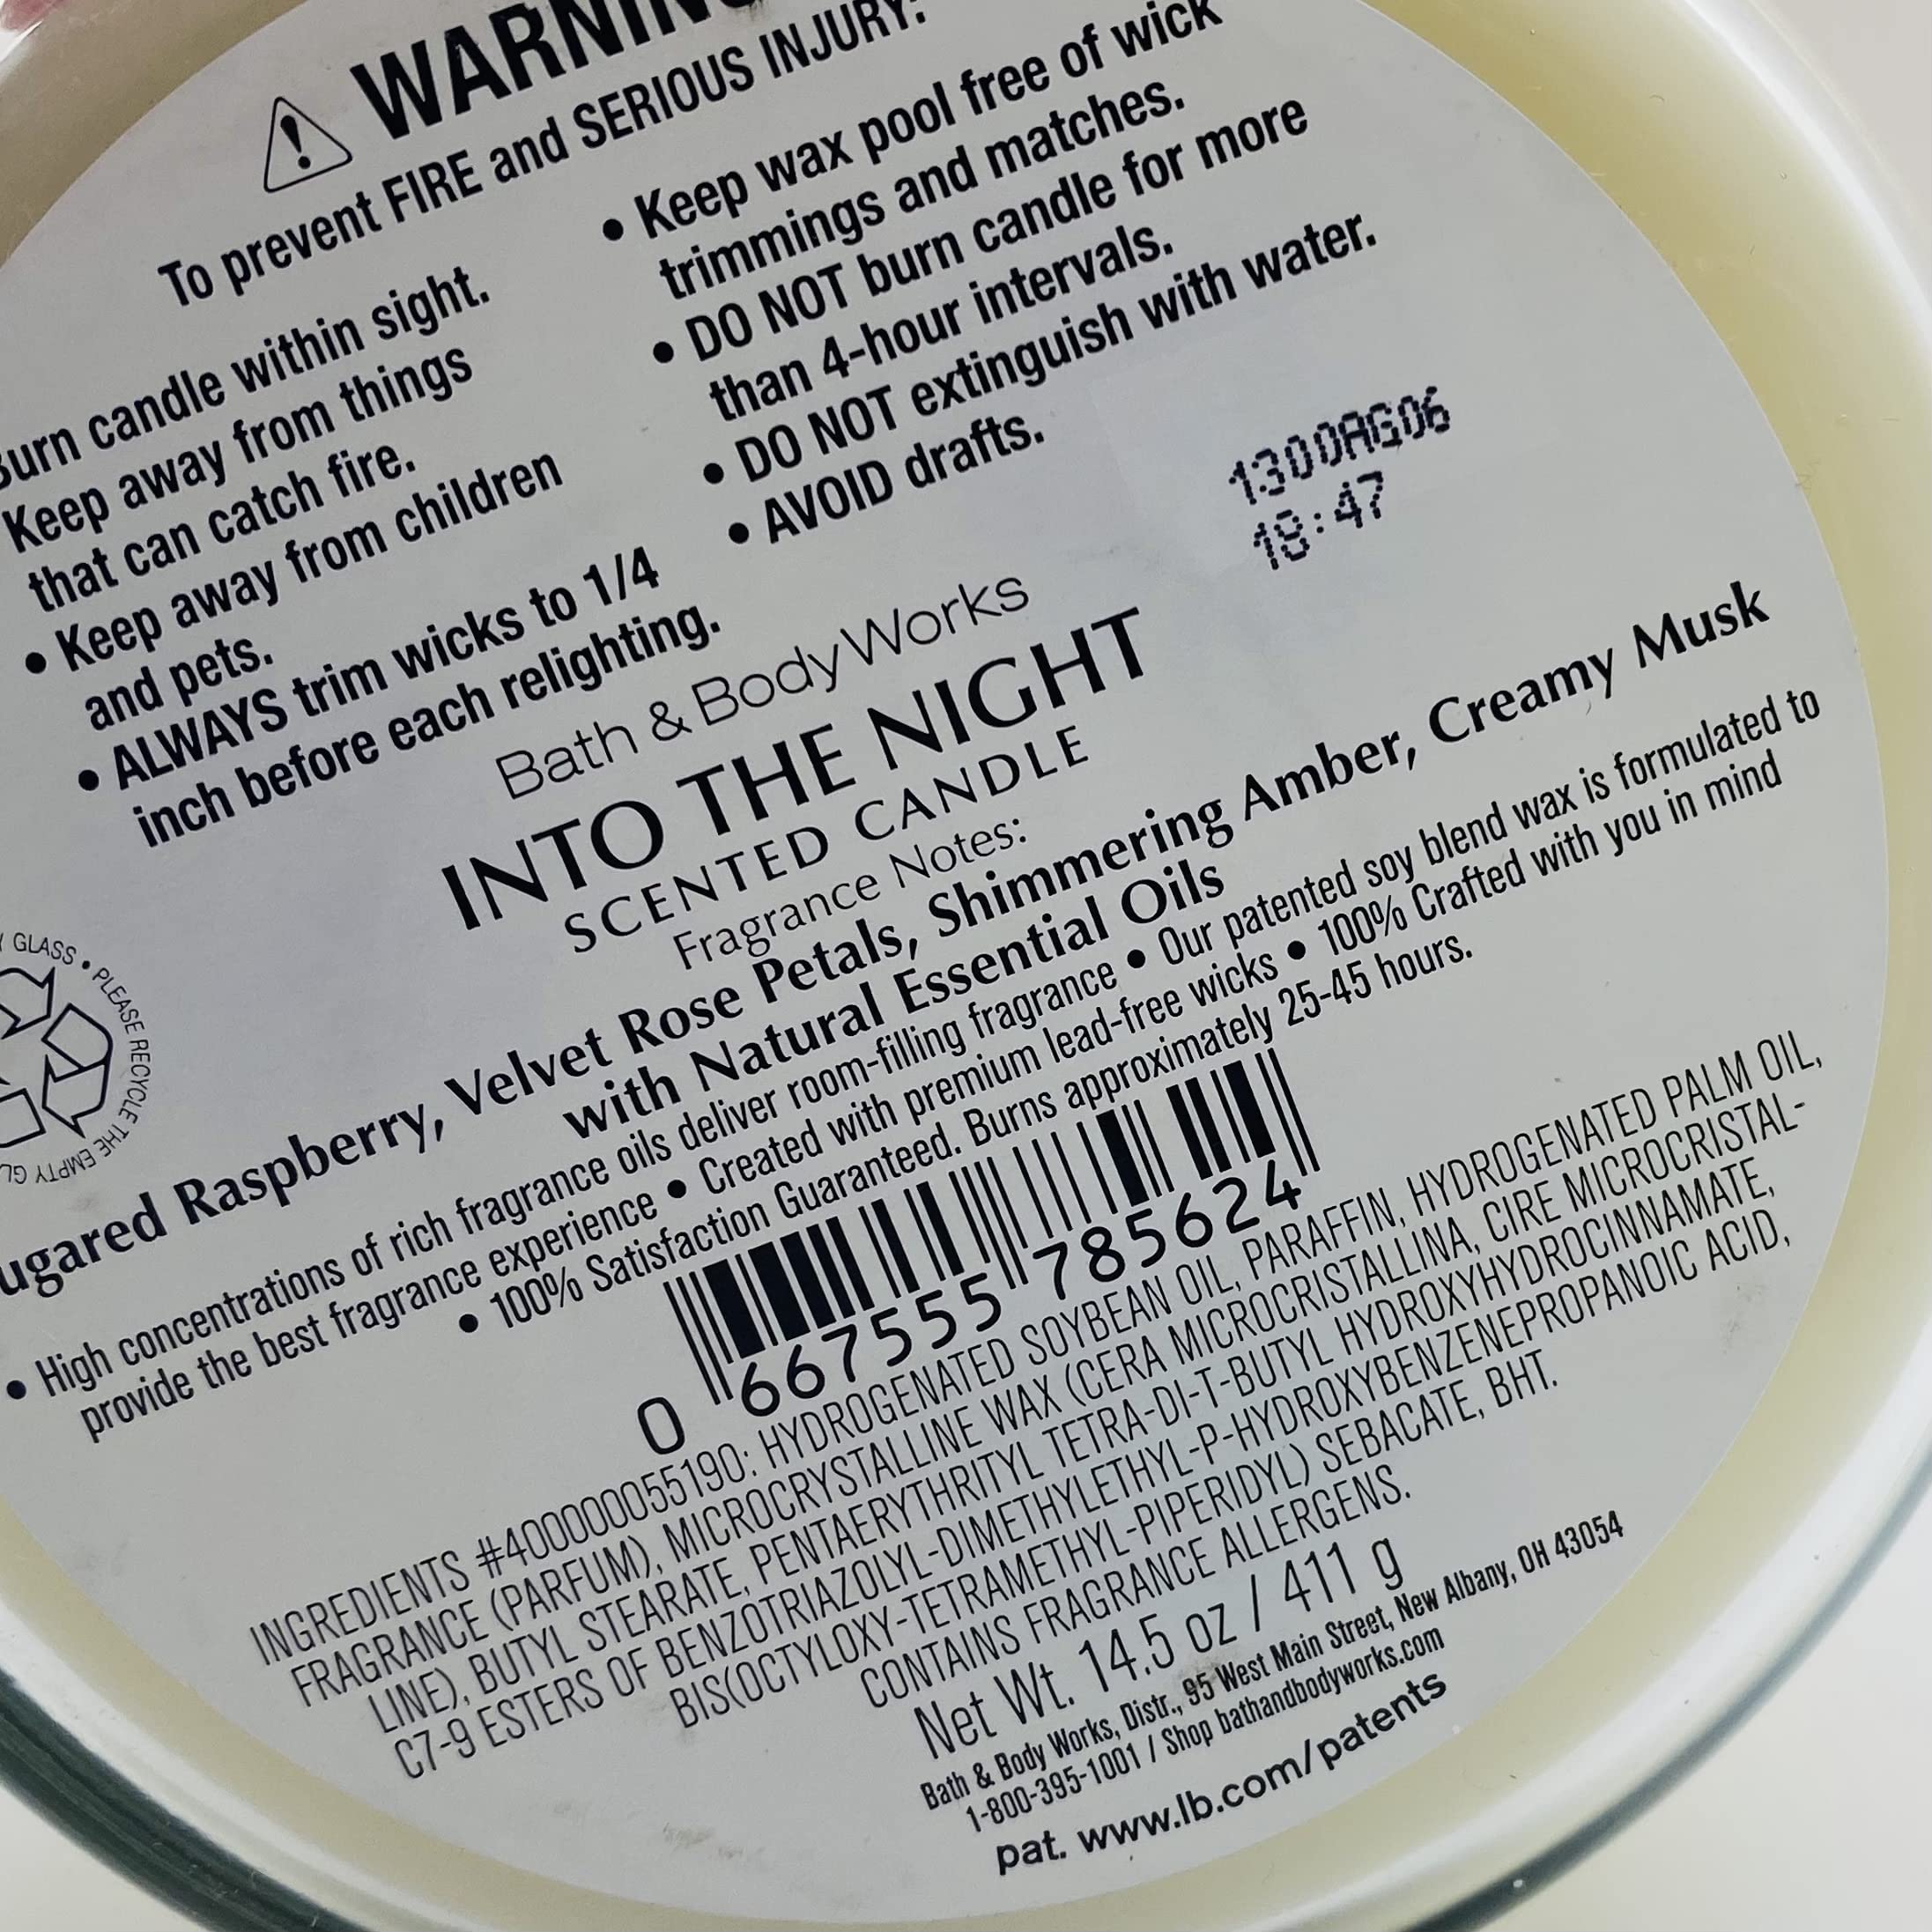 To prevent FIRE and SERIOUS INJURY:
candle within sight.
Keep away from things
that can catch fire.
• Keep away from children
and pets.
• ALWAYS trim wicks to 1/4
inch before each relighting.
• Keep wax pool free of wick
trimmings and matches.
• DO NOT burn candle for more
than 4-hour intervals.
• DO NOT extinguish with water.
• AVOID drafts.
1300AG06
18:47
Bath & Body Works
INTO THE NIGHT
SCENTED CANDLE
Fragrance Notes:
Raspberry, Velvet Rose Petals, Shimmering Amber, Creamy Musk
with Natural Essential Oils
• High concentrations of rich fragrance oils deliver room-filling fragrance • Our patented soy blend wax is formulated to
provide the best fragrance experience • Created with premium lead-free wicks • 100% Crafted with you in mind
• 100% Satisfaction Guaranteed. Burns approximately 25-45 hours.
GLASS • PLEASE RECYCLE THE EMPTY
0 667555 785624
INGREDIENTS #400000055190: HYDROGENATED SOYBEAN OIL, PARAFFIN, HYDROGENATED PALM OIL,
FRAGRANCE (PARFUM), MICROCRYSTALLINE WAX (CERA MICROCRISTALLINA, CIRE MICROCRISTAL-
LINE), BUTYL STEARATE, PENTAERYTHRITYL TETRA-DI-T-BUTYL HYDROXYHYDROCINNAMATE,
C7-9 ESTERS OF BENZOTRIAZOLYL-DIMETHYLETHYL-P-HYDROXYBENZENEPROPANOIC ACID,
BIS(OCTYLOXY-TETRAMETHYL-PIPERIDYL) SEBACATE, BHT.
CONTAINS FRAGRANCE ALLERGENS.
Net Wt. 14.5 oz / 411 g
Bath & Body Works, Distr., 95 West Main Street, New Albany, OH 43054
1-800-395-1001 / Shop bathandbodyworks.com
pat. www.lb.com/patents